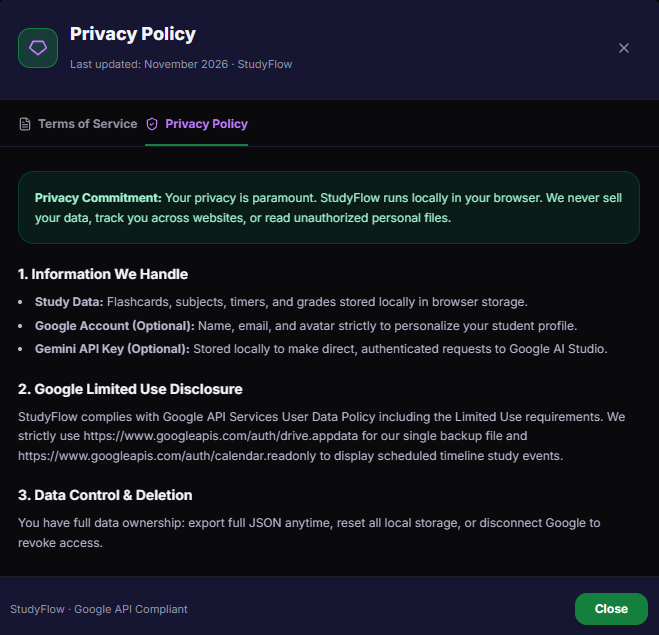 Privacy Policy
Last updated: November 2026 · StudyFlow
Terms of Service
Privacy Policy
Privacy Commitment: Your privacy is paramount. StudyFlow runs locally in your browser. We never sell
your data, track you across websites, or read unauthorized personal files.
1. Information We Handle
• Study Data: Flashcards, subjects, timers, and grades stored locally in browser storage.
• Google Account (Optional): Name, email, and avatar strictly to personalize your student profile.
• Gemini API Key (Optional): Stored locally to make direct, authenticated requests to Google AI Studio.
2. Google Limited Use Disclosure
StudyFlow complies with Google API Services User Data Policy including the Limited Use requirements. We
strictly use https://www.googleapis.com/auth/drive.appdata for our single backup file and
https://www.googleapis.com/auth/calendar.readonly to display scheduled timeline study events.
3. Data Control & Deletion
You have full data ownership: export full JSON anytime, reset all local storage, or disconnect Google to
revoke access.
StudyFlow · Google API Compliant
Close